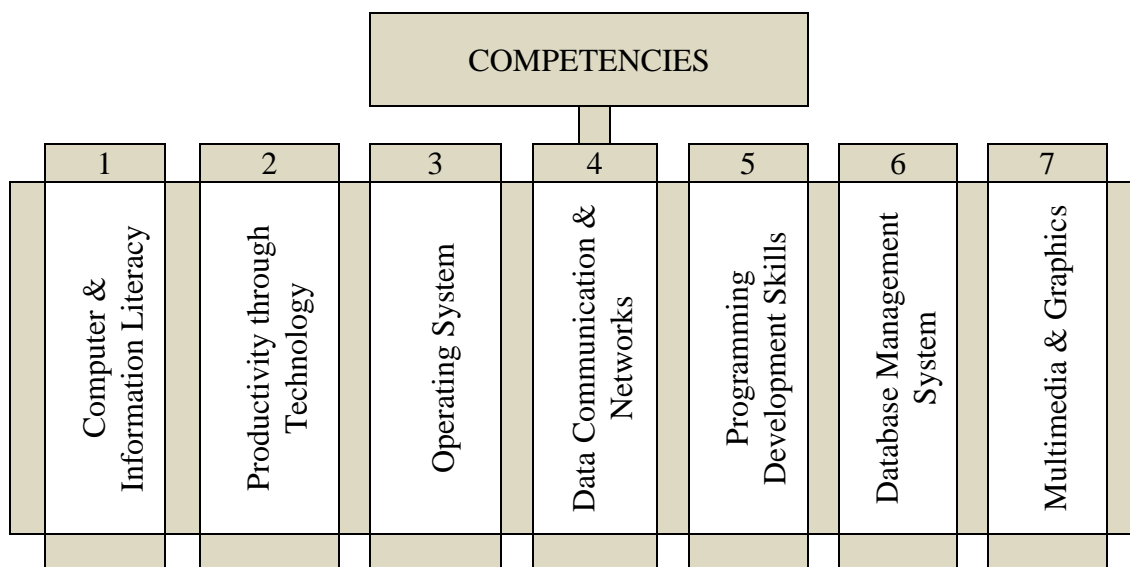 COMPETENCIES
1
2
3
4
5
6
7
Computer &
Information Literacy
Productivity through
Technology
Operating System
Data Communication &
Networks
Programming
Development Skills
Database Management
System
Multimedia & Graphics